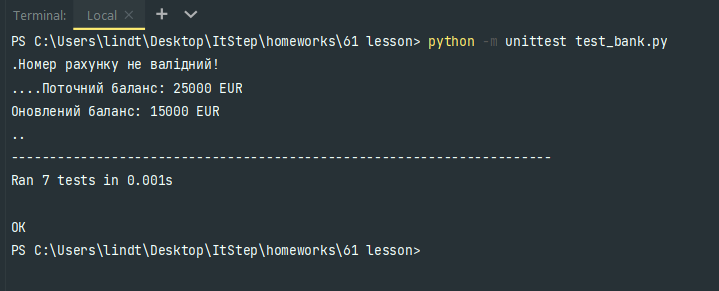 Terminal: Local × + ∨
PS C:\Users\lindt\Desktop\ItStep\homeworks\61 lesson> python -m unittest test_bank.py
.Номер рахунку не валідний!
....Поточний баланс: 25000 EUR
Оновлений баланс: 15000 EUR
..
----------------------------------------------------------------------
Ran 7 tests in 0.001s
OK
PS C:\Users\lindt\Desktop\ItStep\homeworks\61 lesson>